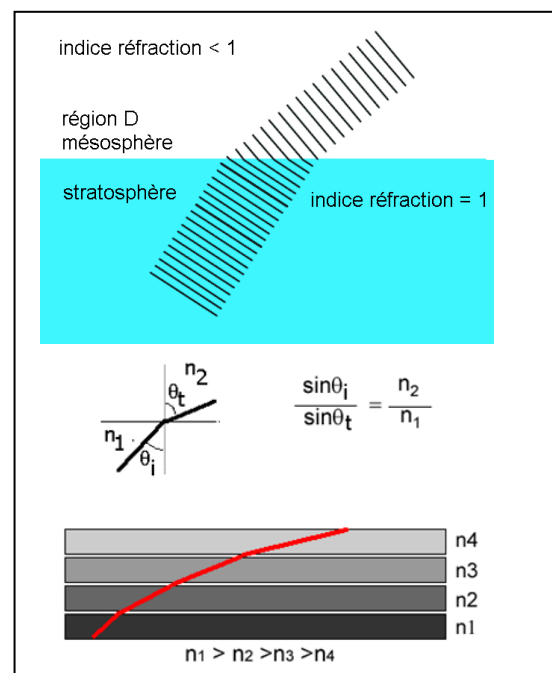 indice réfraction < 1
région D
mésosphère
stratosphère
indice réfraction = 1
n2
θt
n1
θi
sinθi / sinθt = n2 / n1
n4
n3
n2
n1
n1 > n2 >n3 >n4